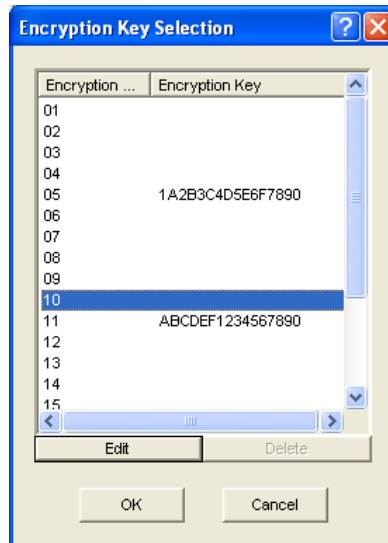 Encryption Key Selection
Encryption ... Encryption Key
01
02
03
04
05 1A2B3C4D5E6F7890
06
07
08
09
10
11 ABCDEF1234567890
12
13
14
15
Edit Delete
OK Cancel